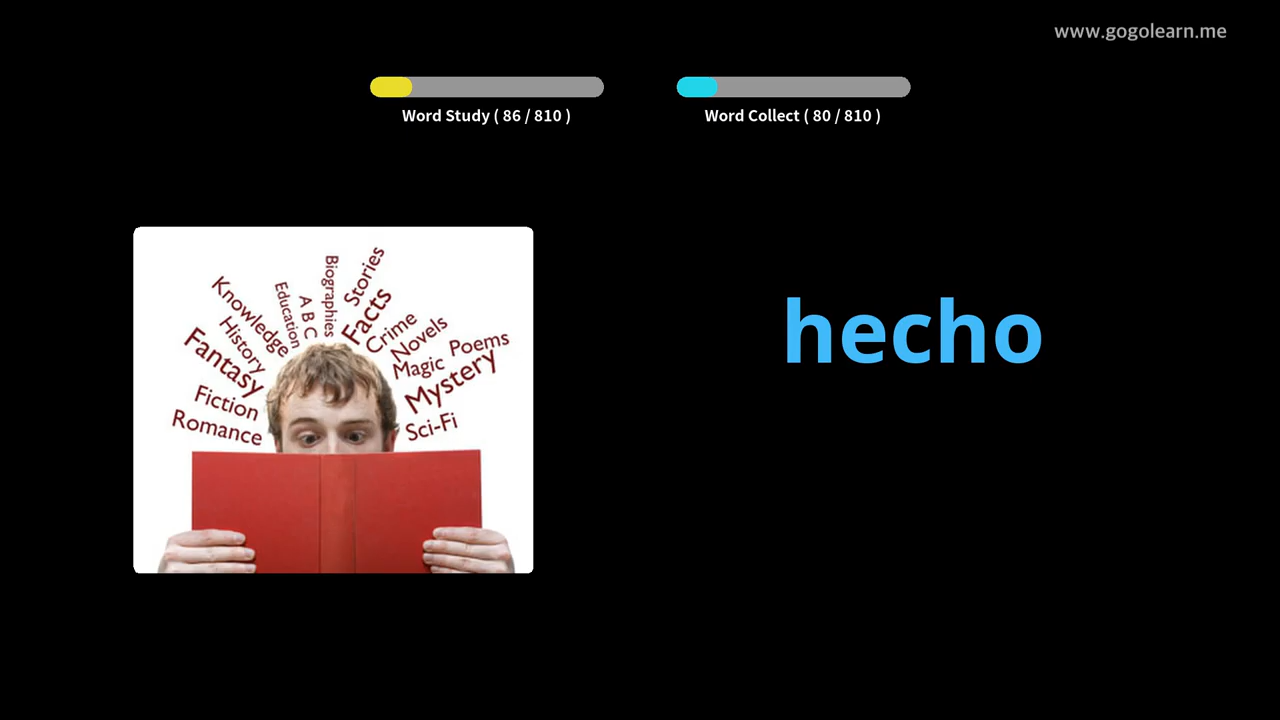 www.gogolearn.me
Word Study ( 86 / 810 )
Word Collect ( 80 / 810 )
hecho
Romance
Fiction
Fantasy
History
Knowledge
Education
A B C
Biographies
Stories
Facts
Crime
Novels
Magic
Poems
Mystery
Sci-Fi